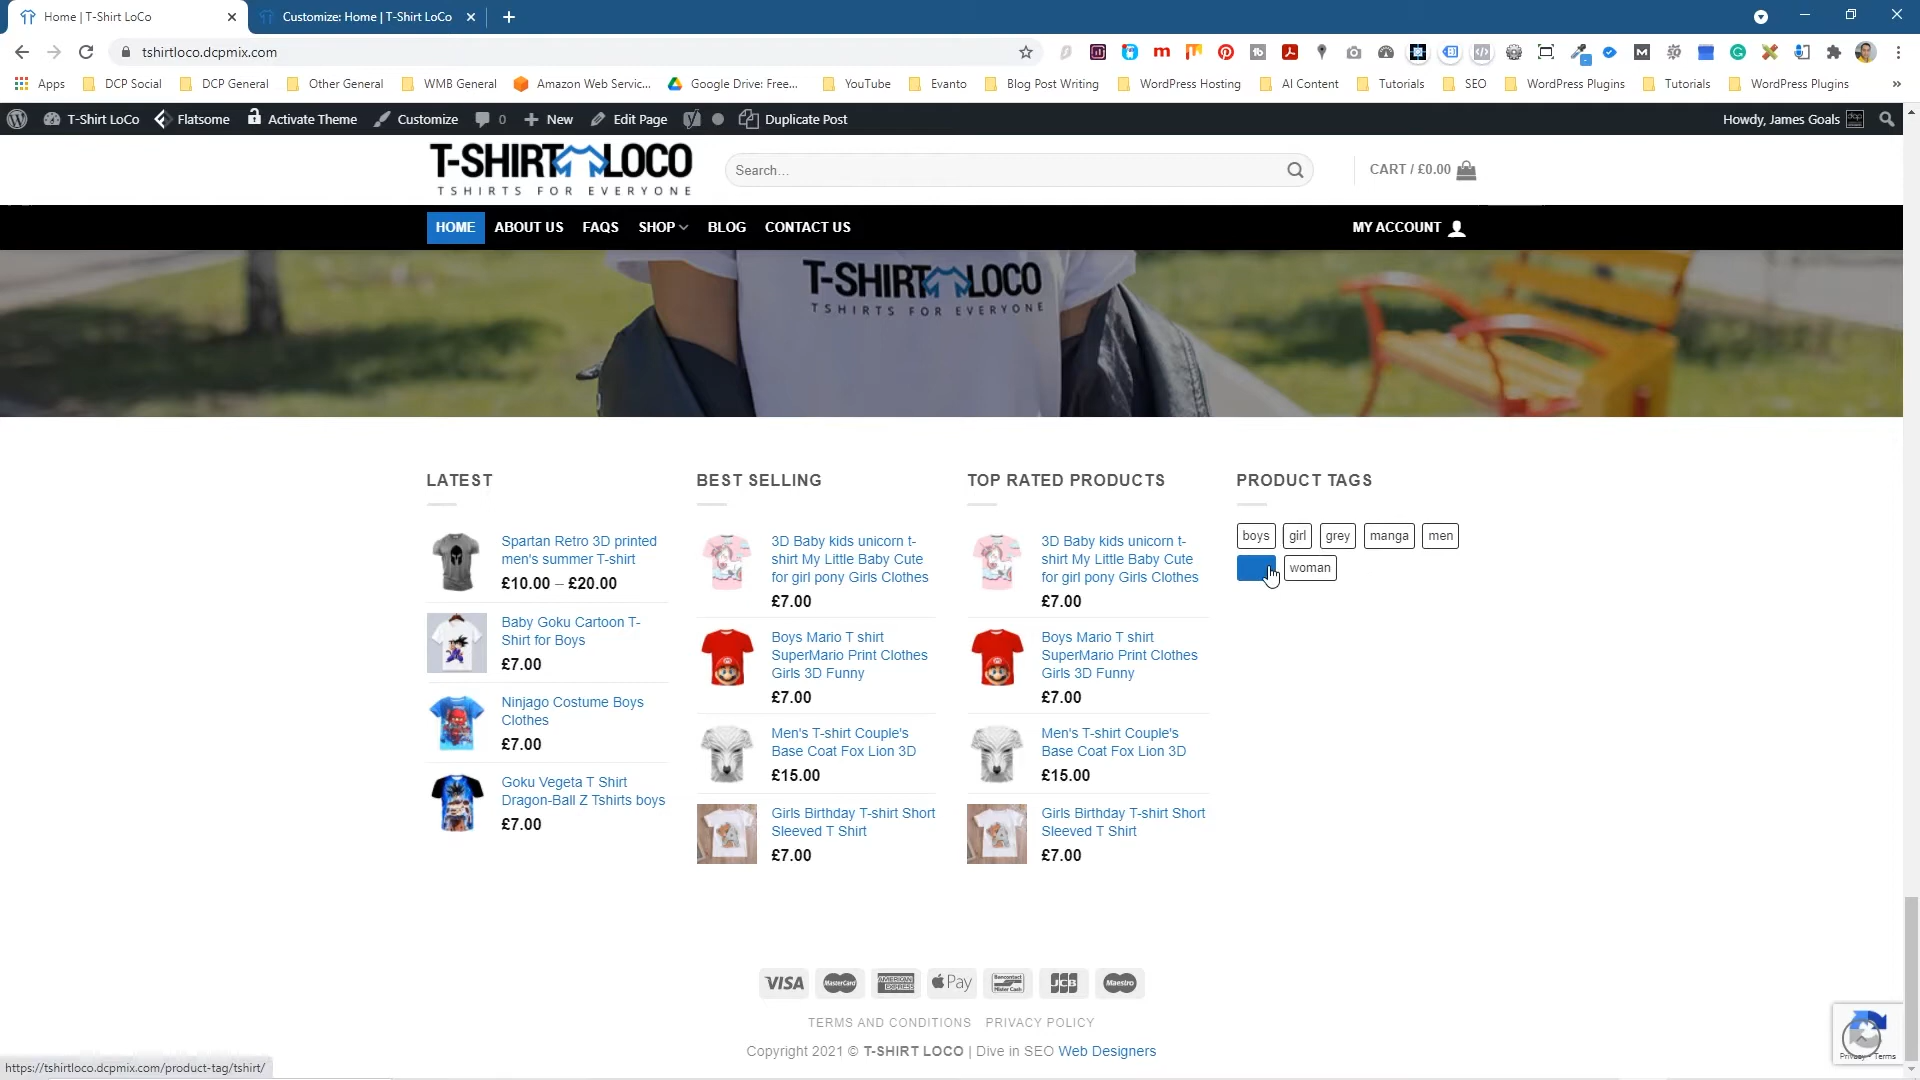 Home | T-Shirt LoCo
Customize: Home | T-Shirt LoCo
tshirtloco.dcpmix.com
Apps
DCP Social
DCP General
Other General
WMB General
Amazon Web Servic...
Google Drive: Free...
YouTube
Evanto
Blog Post Writing
WordPress Hosting
AI Content
Tutorials
SEO
WordPress Plugins
Tutorials
WordPress Plugins
T-Shirt LoCo
Flatsome
Activate Theme
Customize
0
New
Edit Page
Duplicate Post
Howdy, James Goals
T-SHIRT LOCO
TSHIRTS FOR EVERYONE
Search...
CART / £0.00
HOME
ABOUT US
FAQS
SHOP
BLOG
CONTACT US
MY ACCOUNT
T-SHIRT LOCO
TSHIRTS FOR EVERYONE
LATEST
Spartan Retro 3D printed
men's summer T-shirt
£10.00 – £20.00
Baby Goku Cartoon T-
Shirt for Boys
£7.00
Ninjago Costume Boys
Clothes
£7.00
Goku Vegeta T Shirt
Dragon-Ball Z Tshirts boys
£7.00
BEST SELLING
3D Baby kids unicorn t-
shirt My Little Baby Cute
for girl pony Girls Clothes
£7.00
Boys Mario T shirt
SuperMario Print Clothes
Girls 3D Funny
£7.00
Men's T-shirt Couple's
Base Coat Fox Lion 3D
£15.00
Girls Birthday T-shirt Short
Sleeved T Shirt
£7.00
TOP RATED PRODUCTS
3D Baby kids unicorn t-
shirt My Little Baby Cute
for girl pony Girls Clothes
£7.00
Boys Mario T shirt
SuperMario Print Clothes
Girls 3D Funny
£7.00
Men's T-shirt Couple's
Base Coat Fox Lion 3D
£15.00
Girls Birthday T-shirt Short
Sleeved T Shirt
£7.00
PRODUCT TAGS
boys
girl
grey
manga
men
woman
VISA
MasterCard
AMERICAN EXPRESS
Pay
Bancontact
Mister Cash
JCB
Maestro
TERMS AND CONDITIONS
PRIVACY POLICY
Copyright 2021 © T-SHIRT LOCO | Dive in SEO Web Designers
Privacy - Terms
https://tshirtloco.dcpmix.com/product-tag/tshirt/